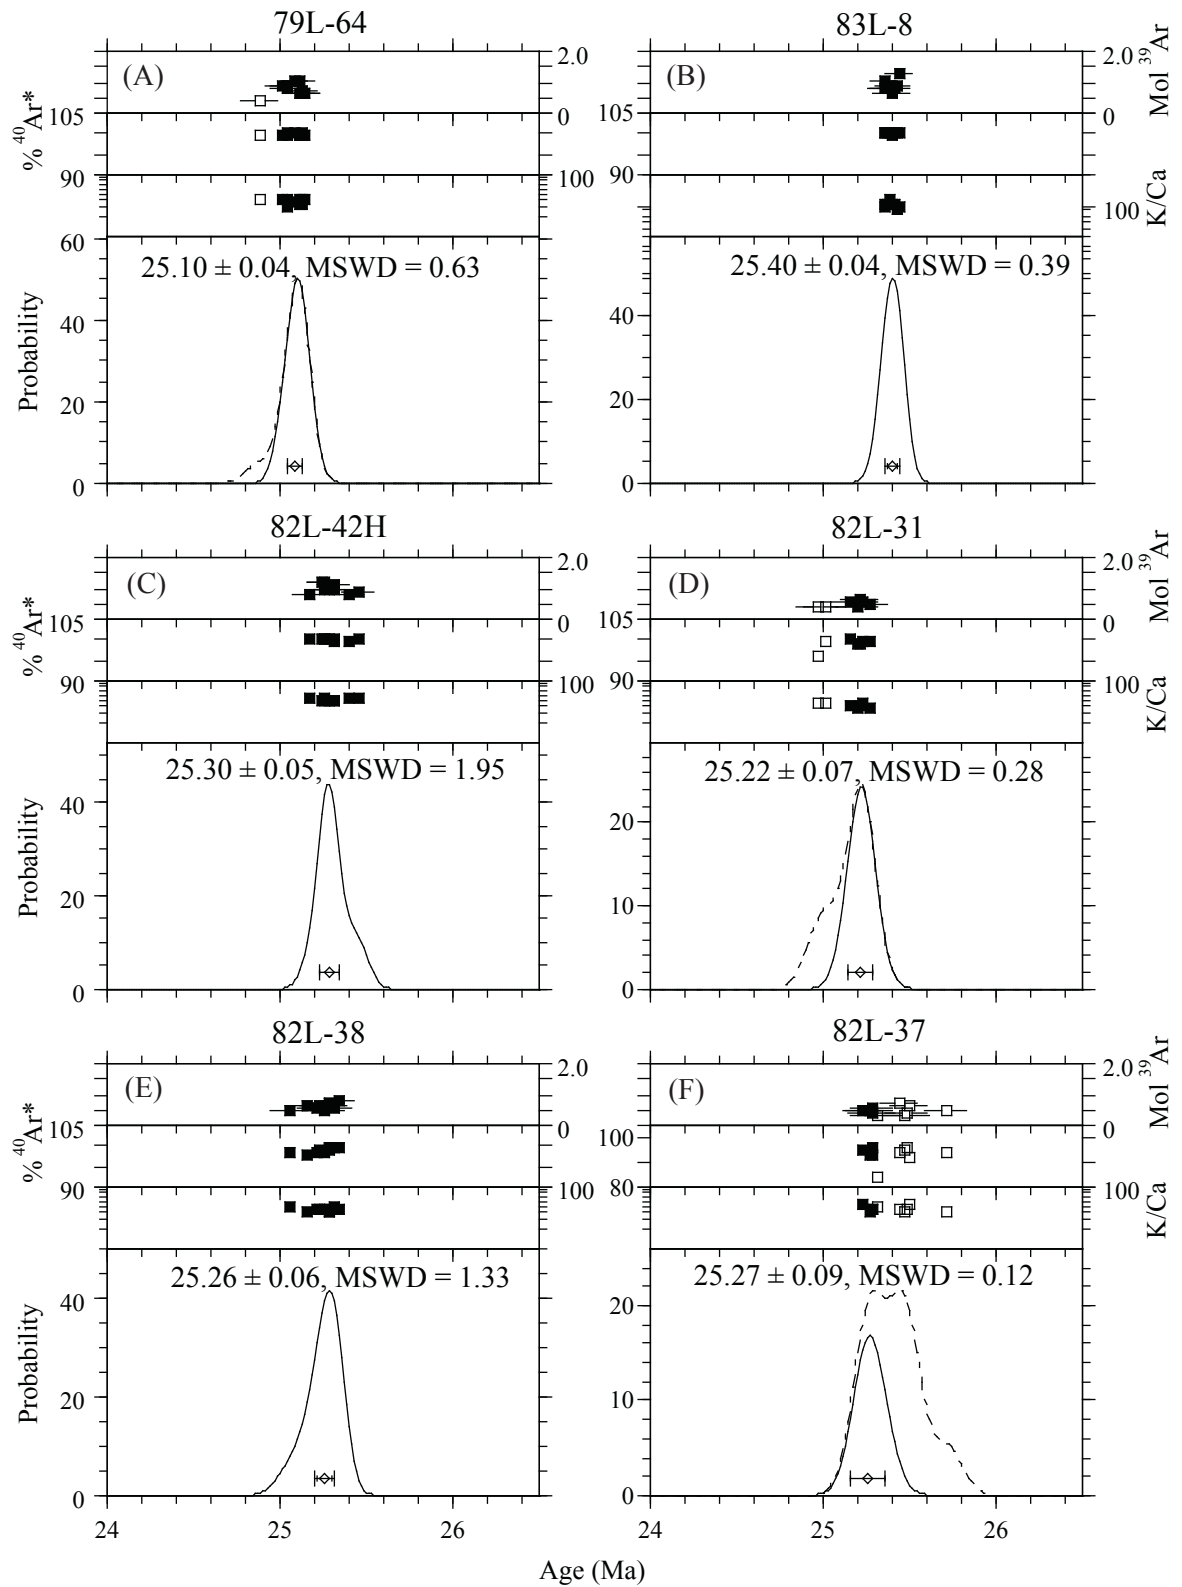 79L-64 83L-8
(A) (B)
2.0 2.0
0 0
Mol ³⁹Ar
% ⁴⁰Ar*
105 105
90 90
100 100
K/Ca
60
25.10 ± 0.04, MSWD = 0.63 25.40 ± 0.04, MSWD = 0.39
Probability
40 40
20 20
0 0
82L-42H 82L-31
(C) (D)
2.0 2.0
0 0
Mol ³⁹Ar
% ⁴⁰Ar*
105 105
90 90
100 100
K/Ca
25.30 ± 0.05, MSWD = 1.95 25.22 ± 0.07, MSWD = 0.28
Probability
40 20
20 10
0 0
82L-38 82L-37
(E) (F)
2.0 2.0
0 0
Mol ³⁹Ar
% ⁴⁰Ar*
105 100
90 80
100 100
K/Ca
25.26 ± 0.06, MSWD = 1.33 25.27 ± 0.09, MSWD = 0.12
Probability
40 20
20 10
0 0
24 25 26 24 25 26
Age (Ma)